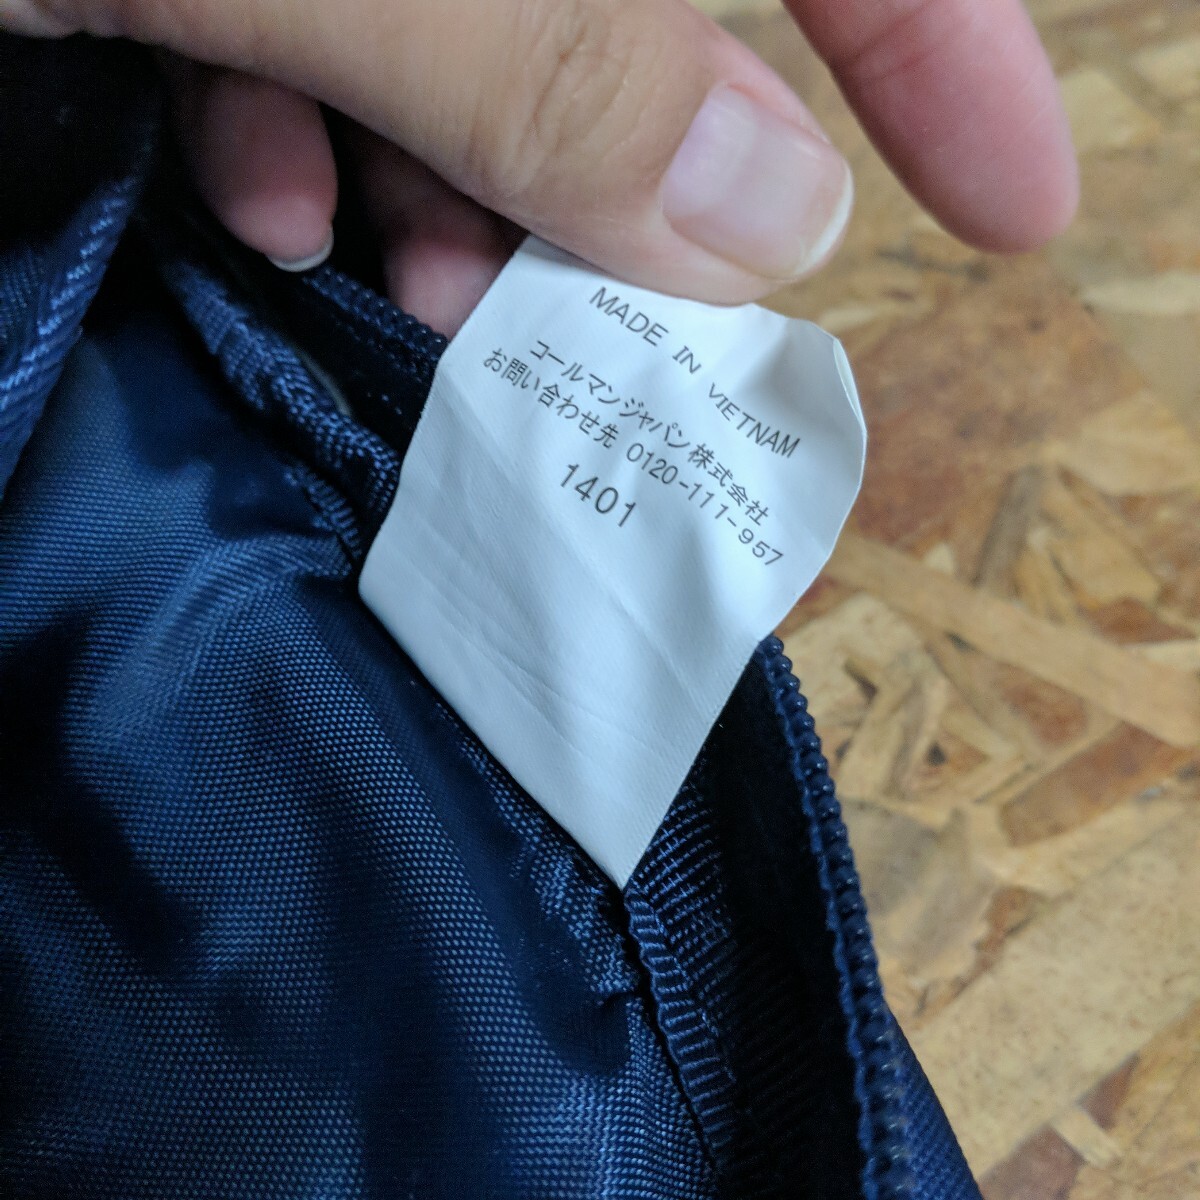 MADE IN VIETNAM
コールマンジャパン株式会社
お問い合わせ先 0120-111-957
1401